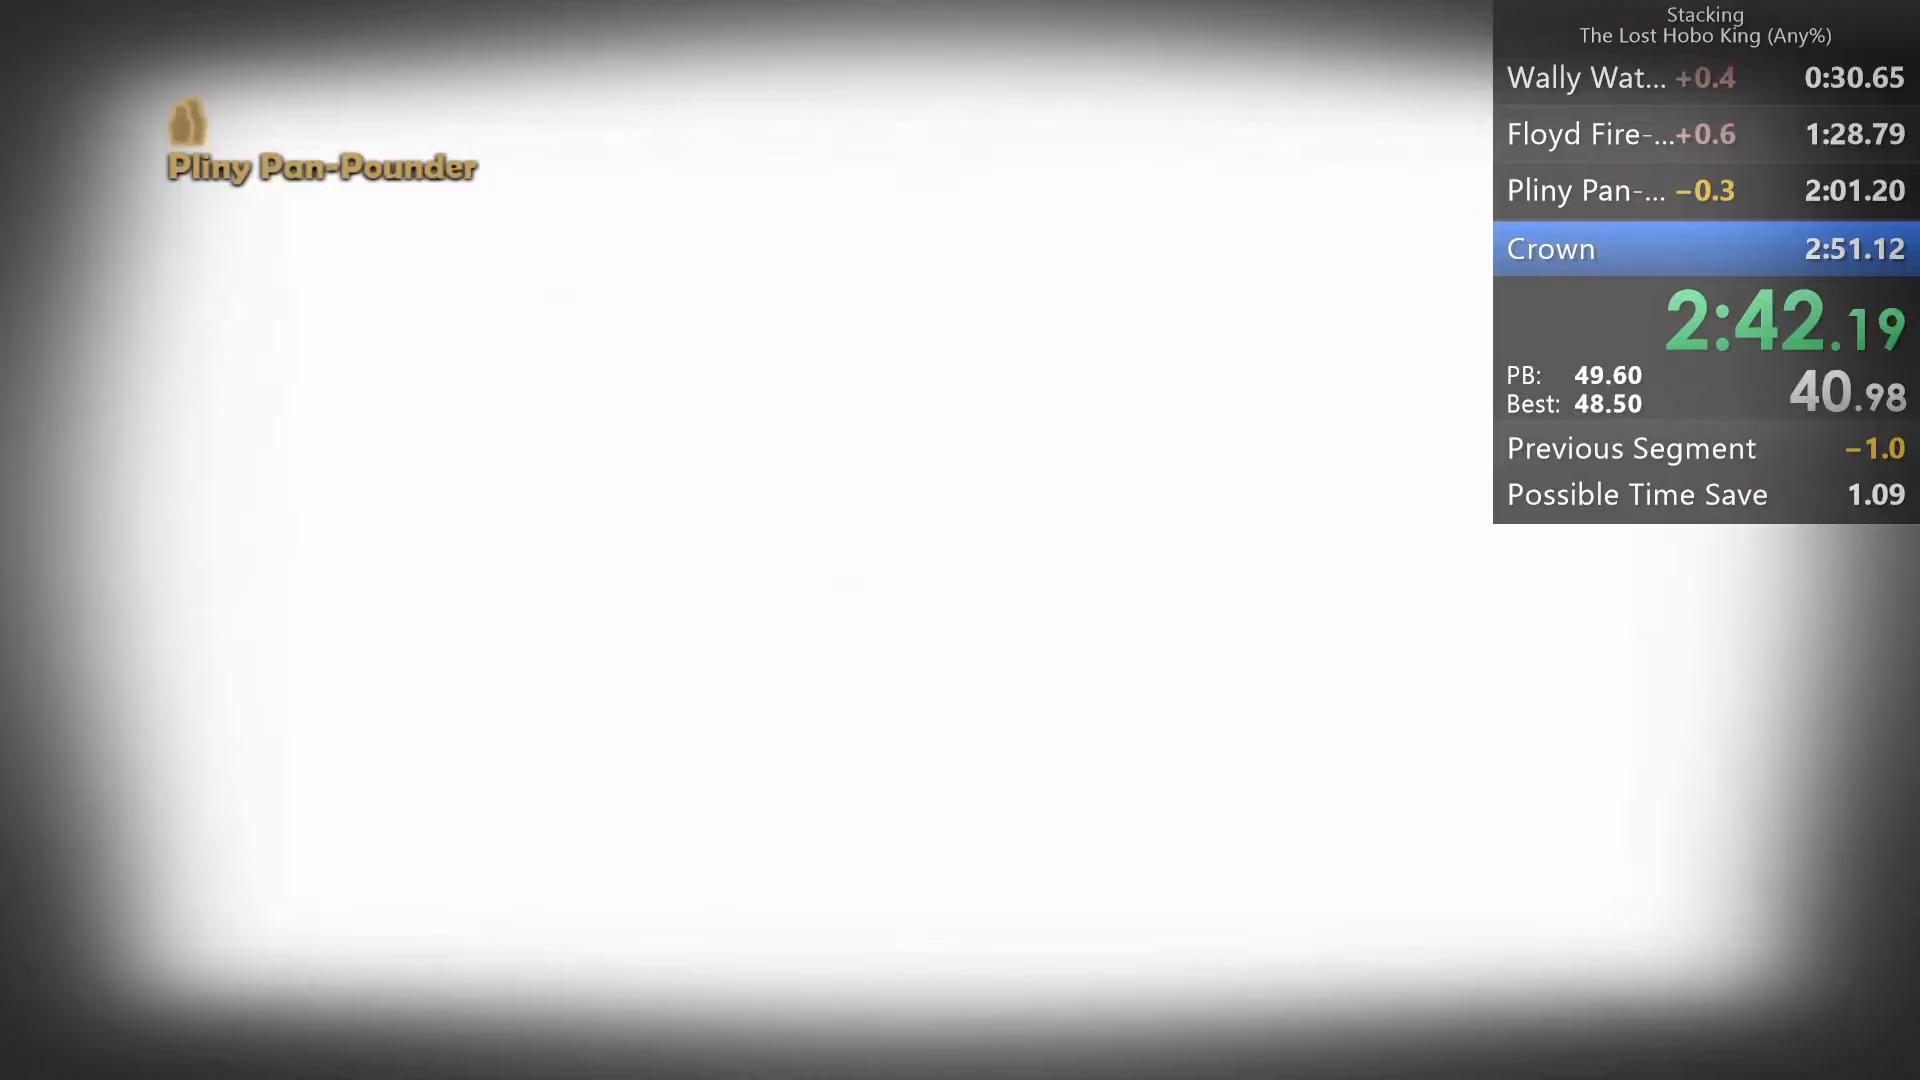 Pliny Pan-Pounder
Stacking
The Lost Hobo King (Any%)
Wally Wat... +0.4 0:30.65
Floyd Fire-...+0.6 1:28.79
Pliny Pan-... −0.3 2:01.20
Crown 2:51.12
2:42.19
PB: 49.60 40.98
Best: 48.50
Previous Segment −1.0
Possible Time Save 1.09